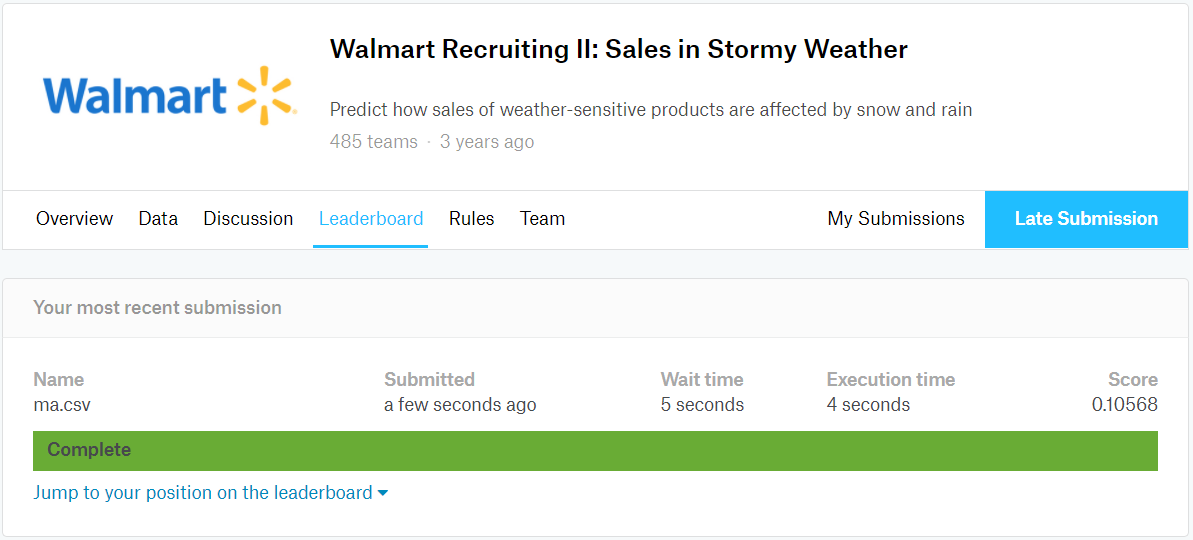 Walmart
Walmart Recruiting II: Sales in Stormy Weather
Predict how sales of weather-sensitive products are affected by snow and rain
485 teams · 3 years ago
Overview Data Discussion Leaderboard Rules Team My Submissions Late Submission
Your most recent submission
Name Submitted Wait time Execution time Score
ma.csv a few seconds ago 5 seconds 4 seconds 0.10568
Complete
Jump to your position on the leaderboard